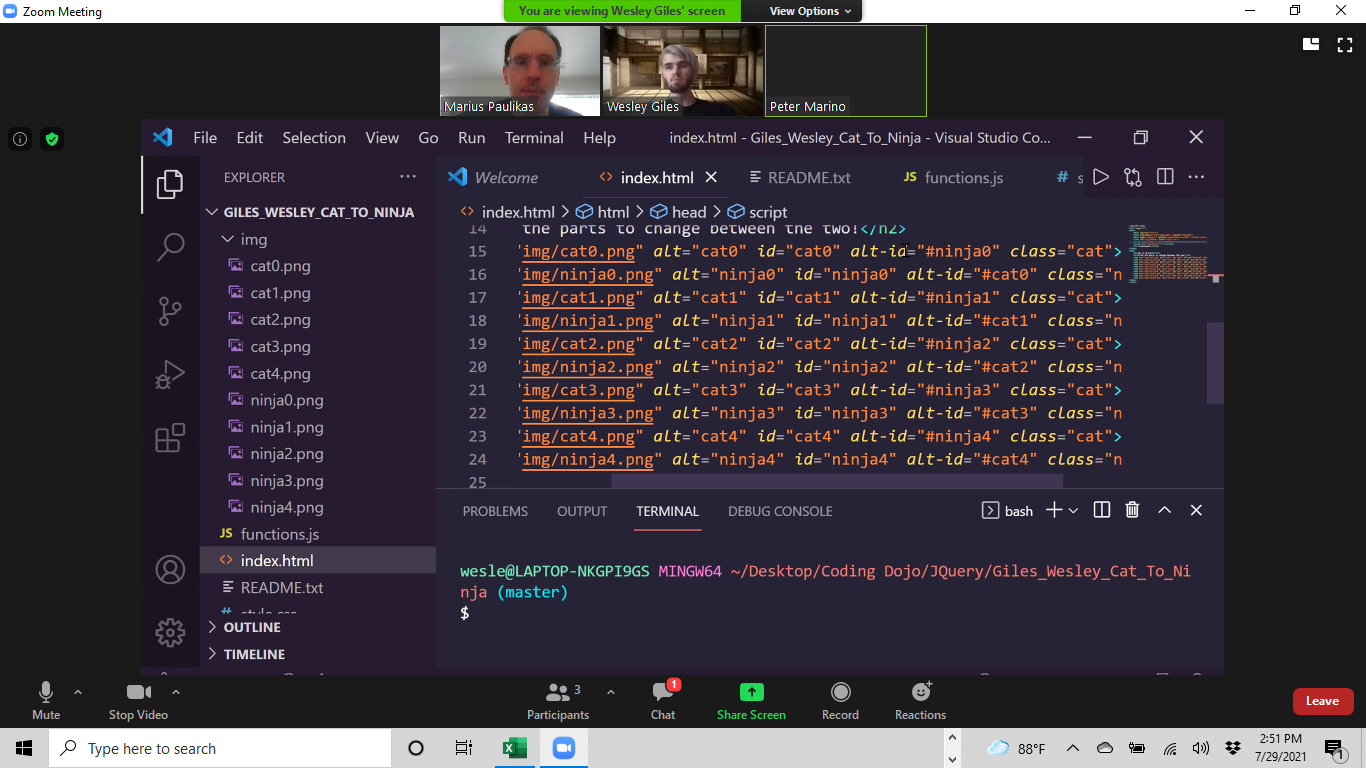 Zoom Meeting
You are viewing Wesley Giles' screen
View Options
Marius Paulikas
Wesley Giles
Peter Marino
File Edit Selection View Go Run Terminal Help
index.html - Giles_Wesley_Cat_To_Ninja - Visual Studio Co...
EXPLORER
GILES_WESLEY_CAT_TO_NINJA
img
cat0.png
cat1.png
cat2.png
cat3.png
cat4.png
ninja0.png
ninja1.png
ninja2.png
ninja3.png
ninja4.png
JS functions.js
<> index.html
README.txt
# style.css
OUTLINE
TIMELINE
Welcome
<> index.html
README.txt
JS functions.js
# s
<> index.html > html > head > script
14 the parts to change between the two!</h2>
15 'img/cat0.png" alt="cat0" id="cat0" alt-id="#ninja0" class="cat">
16 'img/ninja0.png" alt="ninja0" id="ninja0" alt-id="#cat0" class="n
17 'img/cat1.png" alt="cat1" id="cat1" alt-id="#ninja1" class="cat">
18 'img/ninja1.png" alt="ninja1" id="ninja1" alt-id="#cat1" class="n
19 'img/cat2.png" alt="cat2" id="cat2" alt-id="#ninja2" class="cat">
20 'img/ninja2.png" alt="ninja2" id="ninja2" alt-id="#cat2" class="n
21 'img/cat3.png" alt="cat3" id="cat3" alt-id="#ninja3" class="cat">
22 'img/ninja3.png" alt="ninja3" id="ninja3" alt-id="#cat3" class="n
23 'img/cat4.png" alt="cat4" id="cat4" alt-id="#ninja4" class="cat">
24 'img/ninja4.png" alt="ninja4" id="ninja4" alt-id="#cat4" class="n
25
PROBLEMS OUTPUT TERMINAL DEBUG CONSOLE
bash
wesle@LAPTOP-NKGPI9GS MINGW64 ~/Desktop/Coding Dojo/JQuery/Giles_Wesley_Cat_To_Ni
nja (master)
$
Mute
Stop Video
3
Participants
1
Chat
Share Screen
Record
Reactions
Leave
Type here to search
88°F
2:51 PM
7/29/2021
1